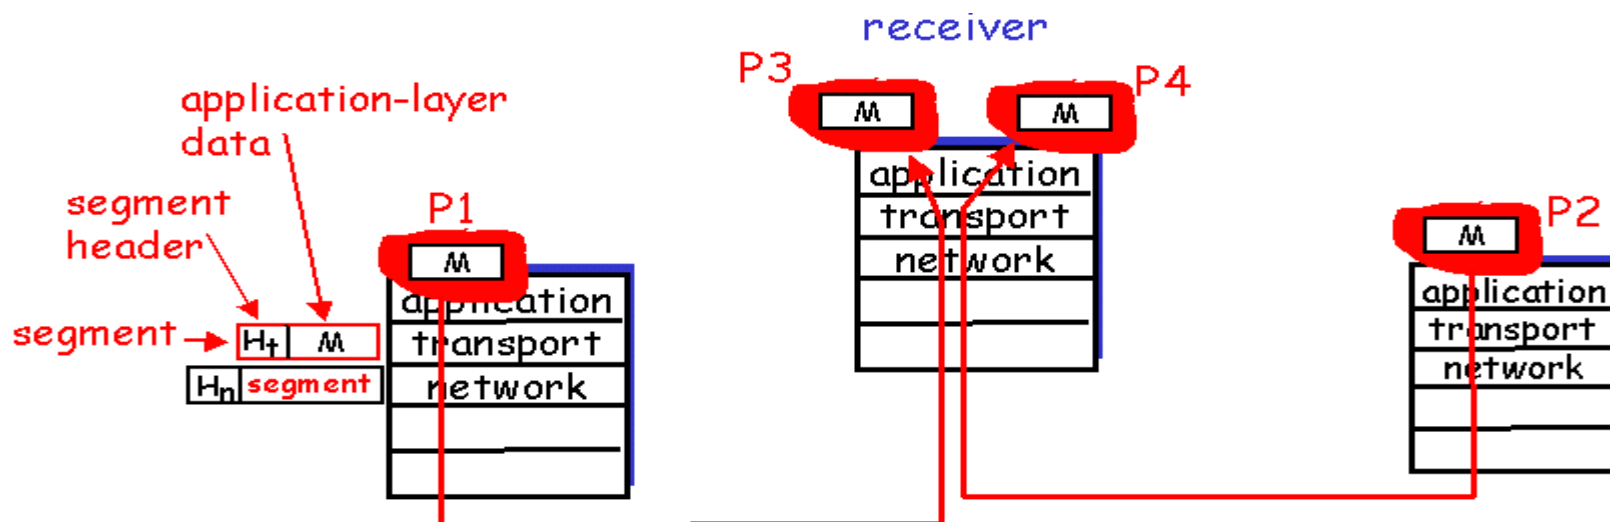 receiver
P3
M
M
P4
application-layer
data
application
transport
network
segment
header
P1
M
application
transport
network
segment
Ht
M
Hn
segment
P2
M
application
transport
network